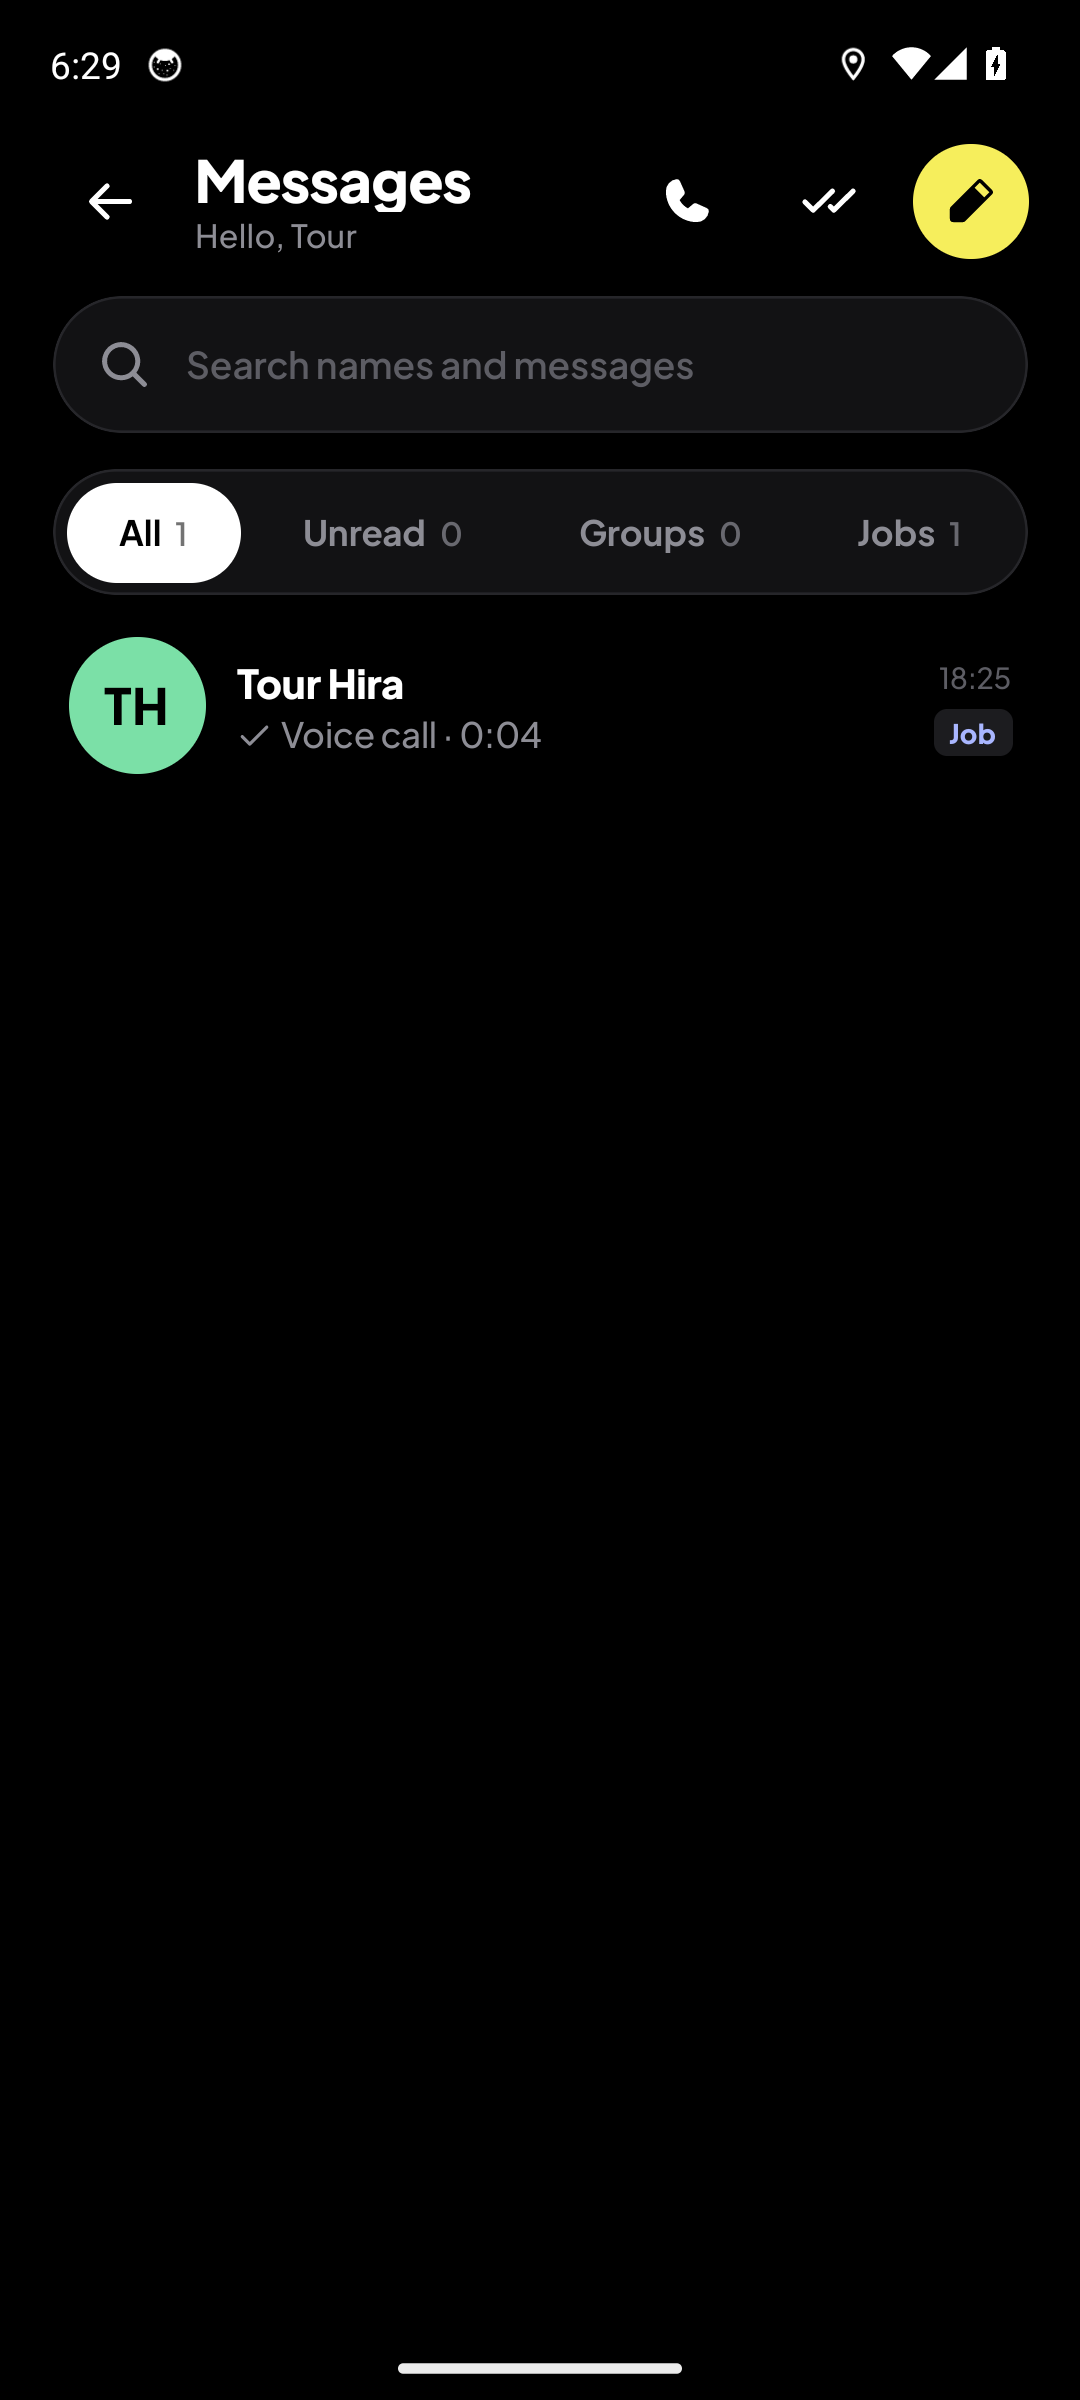 6:29
Messages
Hello, Tour
Search names and messages
All 1 Unread 0 Groups 0 Jobs 1
TH
Tour Hira
18:25
Voice call · 0:04
Job